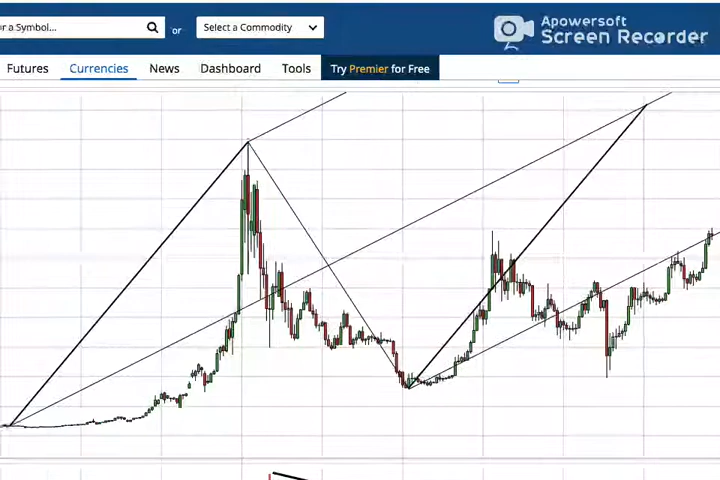 r a Symbol...
or
Select a Commodity
Apowersoft
Screen Recorder
Futures
Currencies
News
Dashboard
Tools
Try Premier for Free